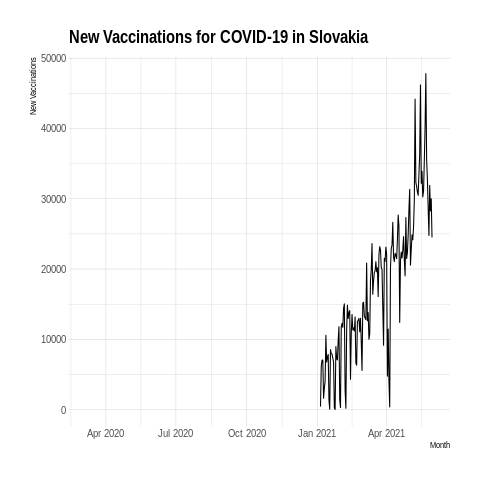 New Vaccinations for COVID-19 in Slovakia
New Vaccinations
50000
40000
30000
20000
10000
0
Apr 2020 Jul 2020 Oct 2020 Jan 2021 Apr 2021
Month